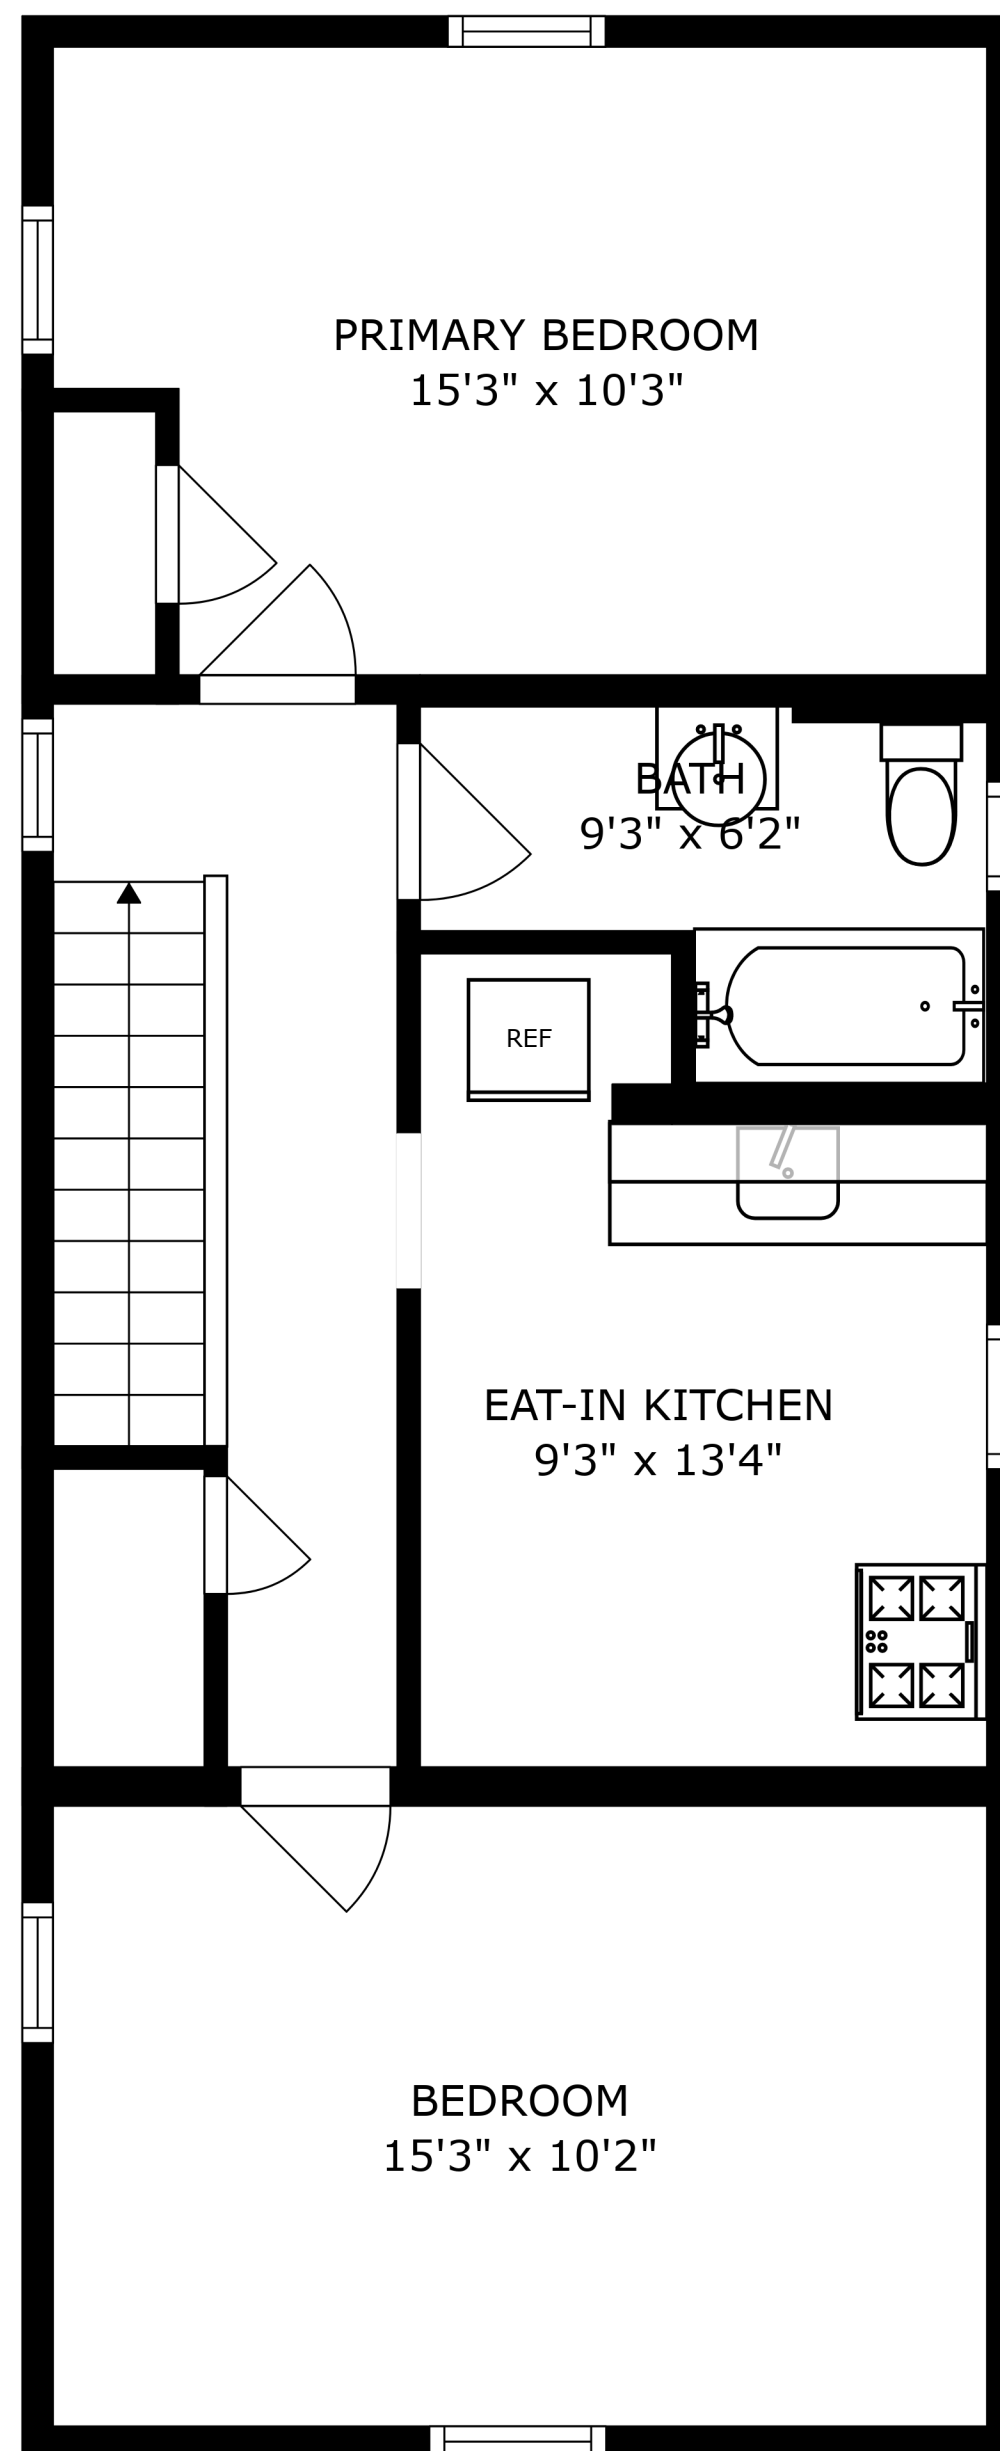 PRIMARY BEDROOM
15'3" x 10'3"
BATH
9'3" x 6'2"
REF
EAT-IN KITCHEN
9'3" x 13'4"
BEDROOM
15'3" x 10'2"